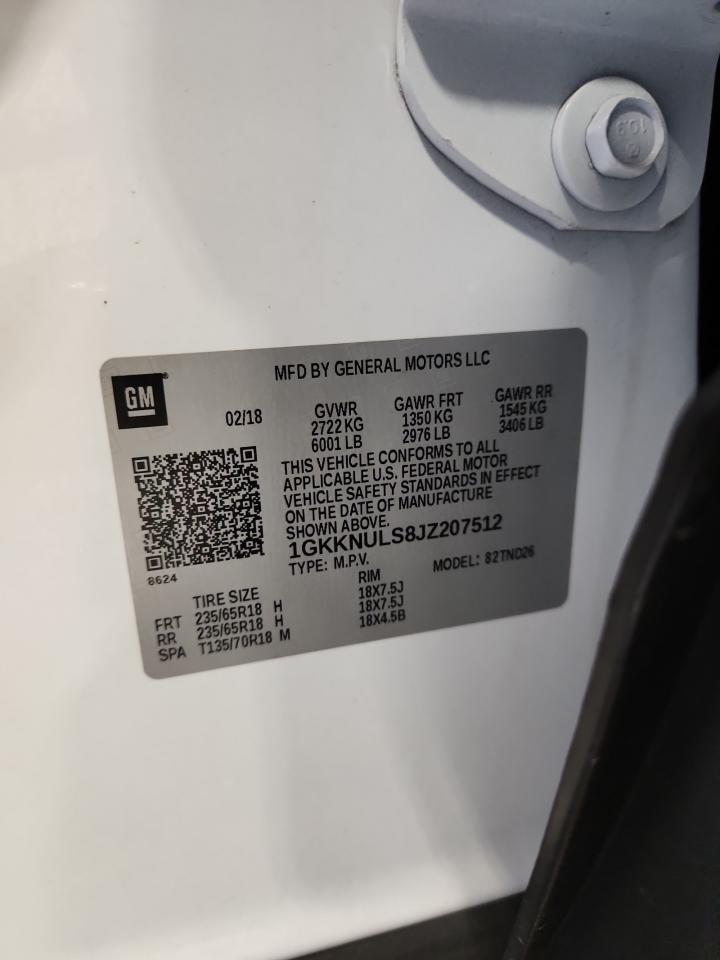 10.9
MFD BY GENERAL MOTORS LLC
GM
02/18
GVWR
2722 KG
6001 LB
GAWR FRT
1350 KG
2976 LB
GAWR RR
1545 KG
3406 LB
THIS VEHICLE CONFORMS TO ALL
APPLICABLE U.S. FEDERAL MOTOR
VEHICLE SAFETY STANDARDS IN EFFECT
ON THE DATE OF MANUFACTURE
SHOWN ABOVE.
1GKKNULS8JZ207512
TYPE: M.P.V. MODEL: 82TND26
8624
TIRE SIZE RIM
FRT 235/65R18 H 18X7.5J
RR 235/65R18 H 18X7.5J
SPA T135/70R18 M 18X4.5B